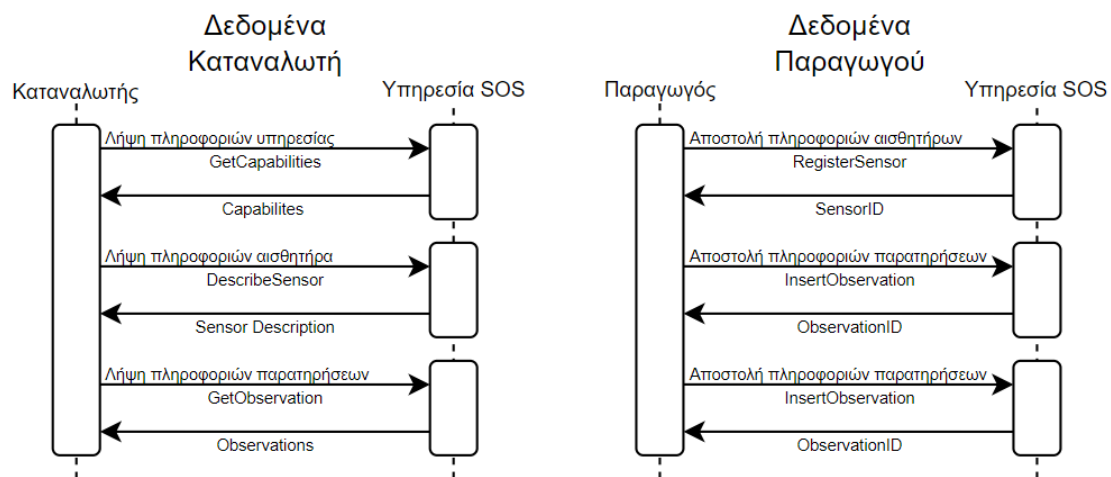 Δεδομένα
Καταναλωτή
Καταναλωτής
Υπηρεσία SOS
Λήψη πληροφοριών υπηρεσίας
GetCapabilities
Capabilites
Λήψη πληροφοριών αισθητήρα
DescribeSensor
Sensor Description
Λήψη πληροφοριών παρατηρήσεων
GetObservation
Observations
Δεδομένα
Παραγωγού
Παραγωγός
Υπηρεσία SOS
Αποστολή πληροφοριών αισθητήρων
RegisterSensor
SensorID
Αποστολή πληροφοριών παρατηρήσεων
InsertObservation
ObservationID
Αποστολή πληροφοριών παρατηρήσεων
InsertObservation
ObservationID